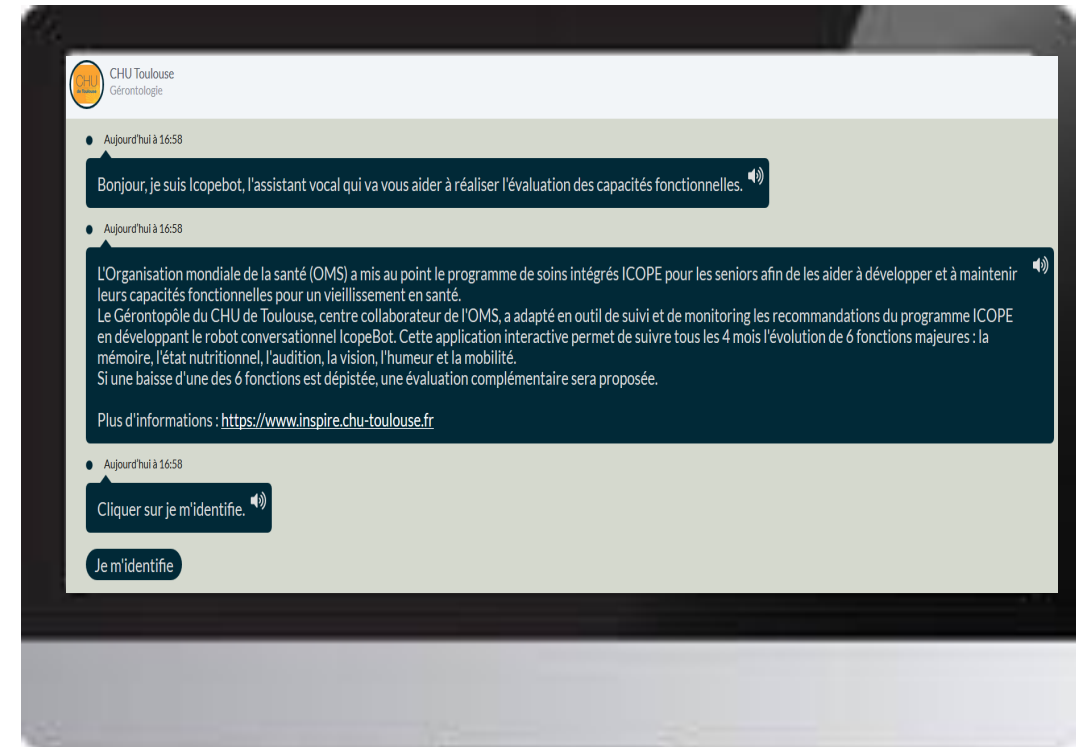 CHU
de Toulouse
CHU Toulouse
Gérontologie
Aujourd'hui à 16:58
Bonjour, je suis Icopebot, l'assistant vocal qui va vous aider à réaliser l'évaluation des capacités fonctionnelles.
Aujourd'hui à 16:58
L'Organisation mondiale de la santé (OMS) a mis au point le programme de soins intégrés ICOPE pour les seniors afin de les aider à développer et à maintenir
leurs capacités fonctionnelles pour un vieillissement en santé.
Le Gérontopôle du CHU de Toulouse, centre collaborateur de l'OMS, a adapté en outil de suivi et de monitoring les recommandations du programme ICOPE
en développant le robot conversationnel IcopeBot. Cette application interactive permet de suivre tous les 4 mois l'évolution de 6 fonctions majeures : la
mémoire, l'état nutritionnel, l'audition, la vision, l'humeur et la mobilité.
Si une baisse d'une des 6 fonctions est dépistée, une évaluation complémentaire sera proposée.
Plus d'informations : https://www.inspire.chu-toulouse.fr
Aujourd'hui à 16:58
Cliquer sur je m'identifie.
Je m'identifie